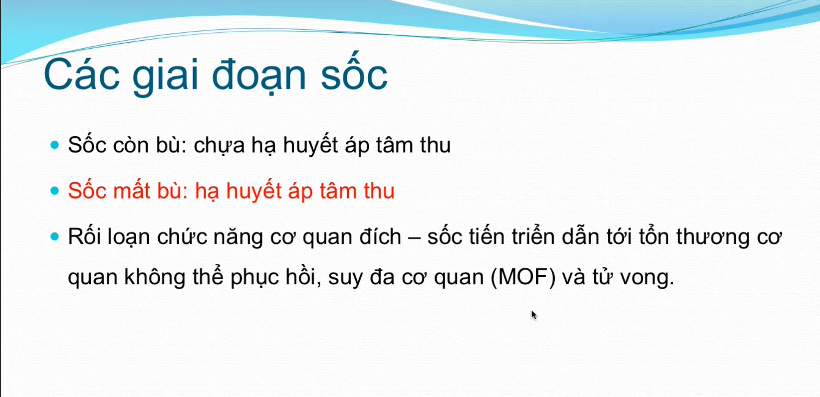 Các giai đoạn sốc
Sốc còn bù: chựa hạ huyết áp tâm thu
Sốc mất bù: hạ huyết áp tâm thu
Rối loạn chức năng cơ quan đích – sốc tiến triển dẫn tới tổn thương cơ
quan không thể phục hồi, suy đa cơ quan (MOF) và tử vong.